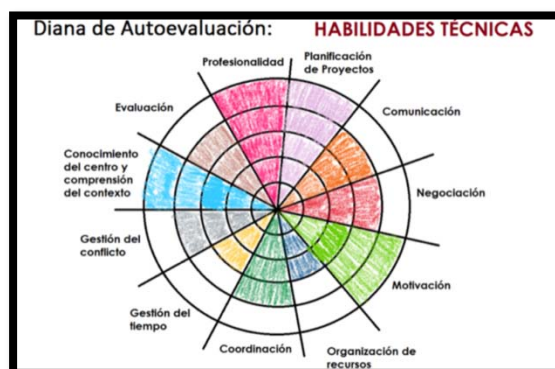 Diana de Autoevaluación: HABILIDADES TÉCNICAS
Profesionalidad
Planificación
de Proyectos
Evaluación
Comunicación
Conocimiento
del centro y
comprensión
del contexto
Negociación
Gestión del
conflicto
Motivación
Gestión del
tiempo
Coordinación
Organización de
recursos